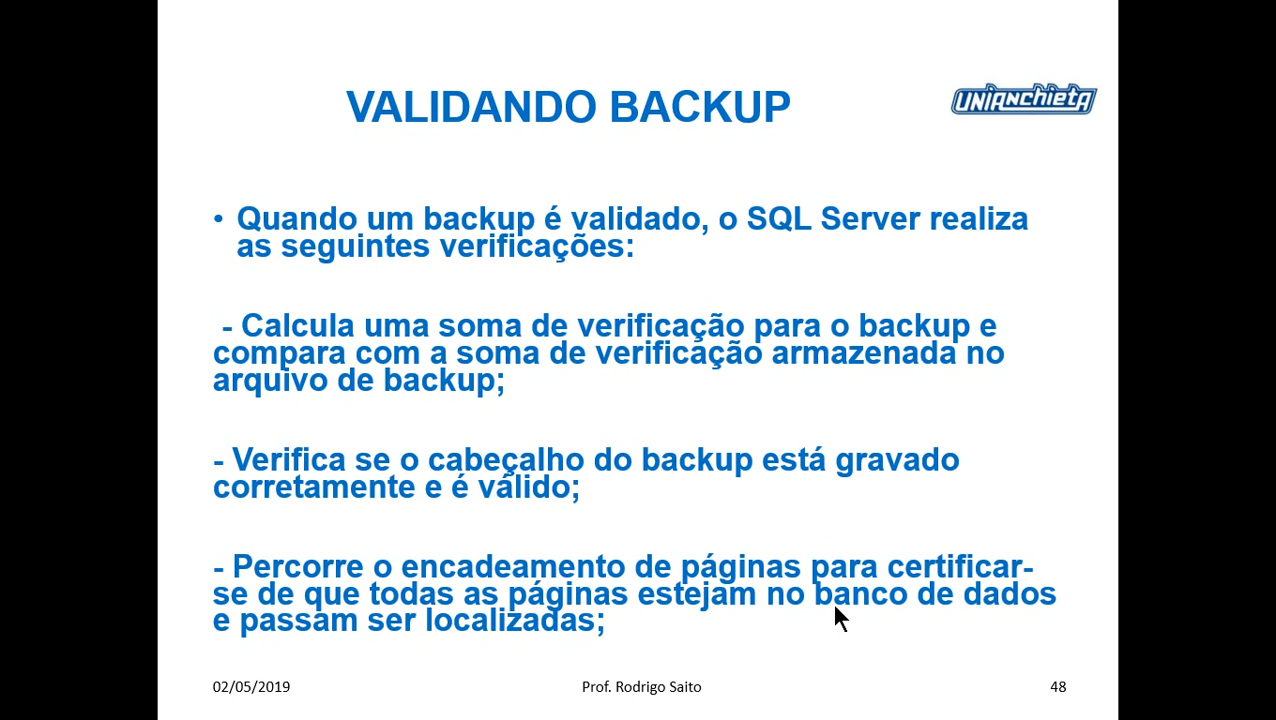 VALIDANDO BACKUP
UNIANCHIETA
• Quando um backup é validado, o SQL Server realiza
as seguintes verificações:
- Calcula uma soma de verificação para o backup e
compara com a soma de verificação armazenada no
arquivo de backup;
- Verifica se o cabeçalho do backup está gravado
corretamente e é válido;
- Percorre o encadeamento de páginas para certificar-
se de que todas as páginas estejam no banco de dados
e passam ser localizadas;
02/05/2019 Prof. Rodrigo Saito 48